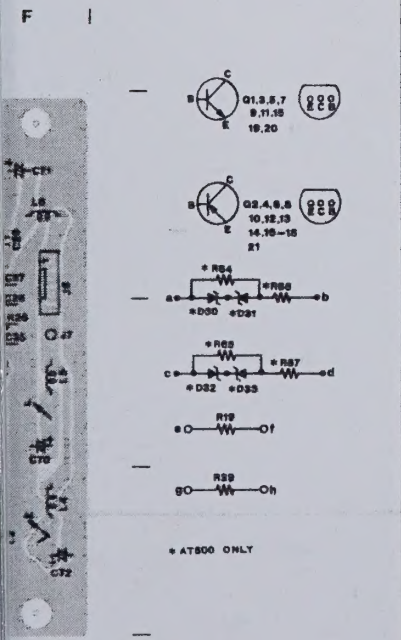 F
C
B
E
Q1,3,5,7
9,11,15
19,20
E C B
C
B
E
Q2,4,6,8
10,12,13
14,16-18
21
E C B
* R64
a
* R66
b
* D30
* D31
* R65
c
* R67
d
* D32
* D33
R19
e
f
R39
g
h
* AT600 ONLY
C71
L6
C70
C72